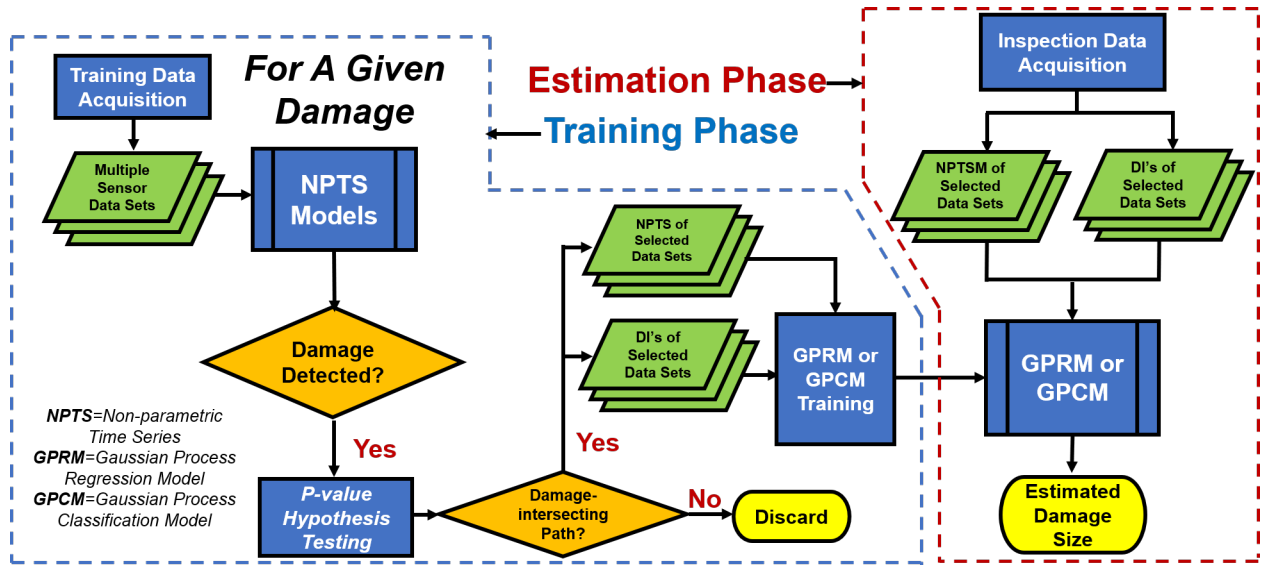 Training Data
Acquisition
For A Given
Damage
Estimation Phase
Training Phase
Inspection Data
Acquisition
Multiple
Sensor
Data Sets
NPTS
Models
NPTS of
Selected
Data Sets
NPTSM of
Selected
Data Sets
DI's of
Selected
Data Sets
Damage
Detected?
DI's of
Selected
Data Sets
GPRM or
GPCM
Training
GPRM or
GPCM
NPTS=Non-parametric
Time Series
GPRM=Gaussian Process
Regression Model
GPCM=Gaussian Process
Classification Model
Yes
Yes
P-value
Hypothesis
Testing
Damage-
intersecting
Path?
No
Discard
Estimated
Damage
Size